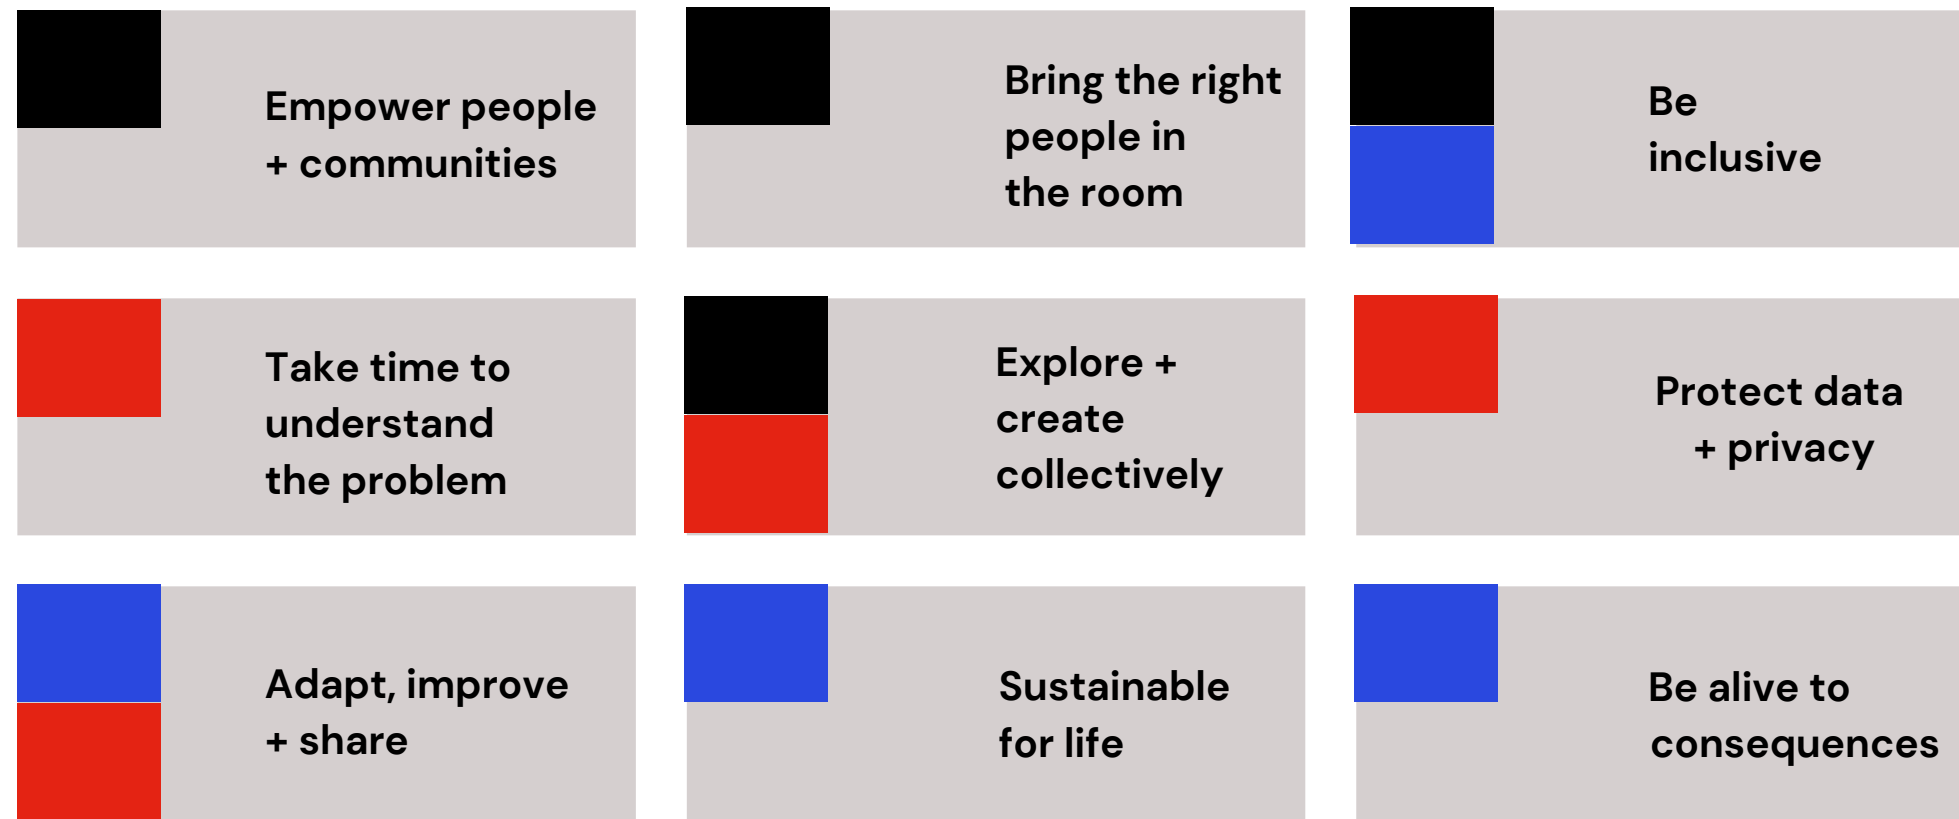 Empower people
+ communities
Bring the right
people in
the room
Be
inclusive
Take time to
understand
the problem
Explore +
create
collectively
Protect data
+ privacy
Adapt, improve
+ share
Sustainable
for life
Be alive to
consequences